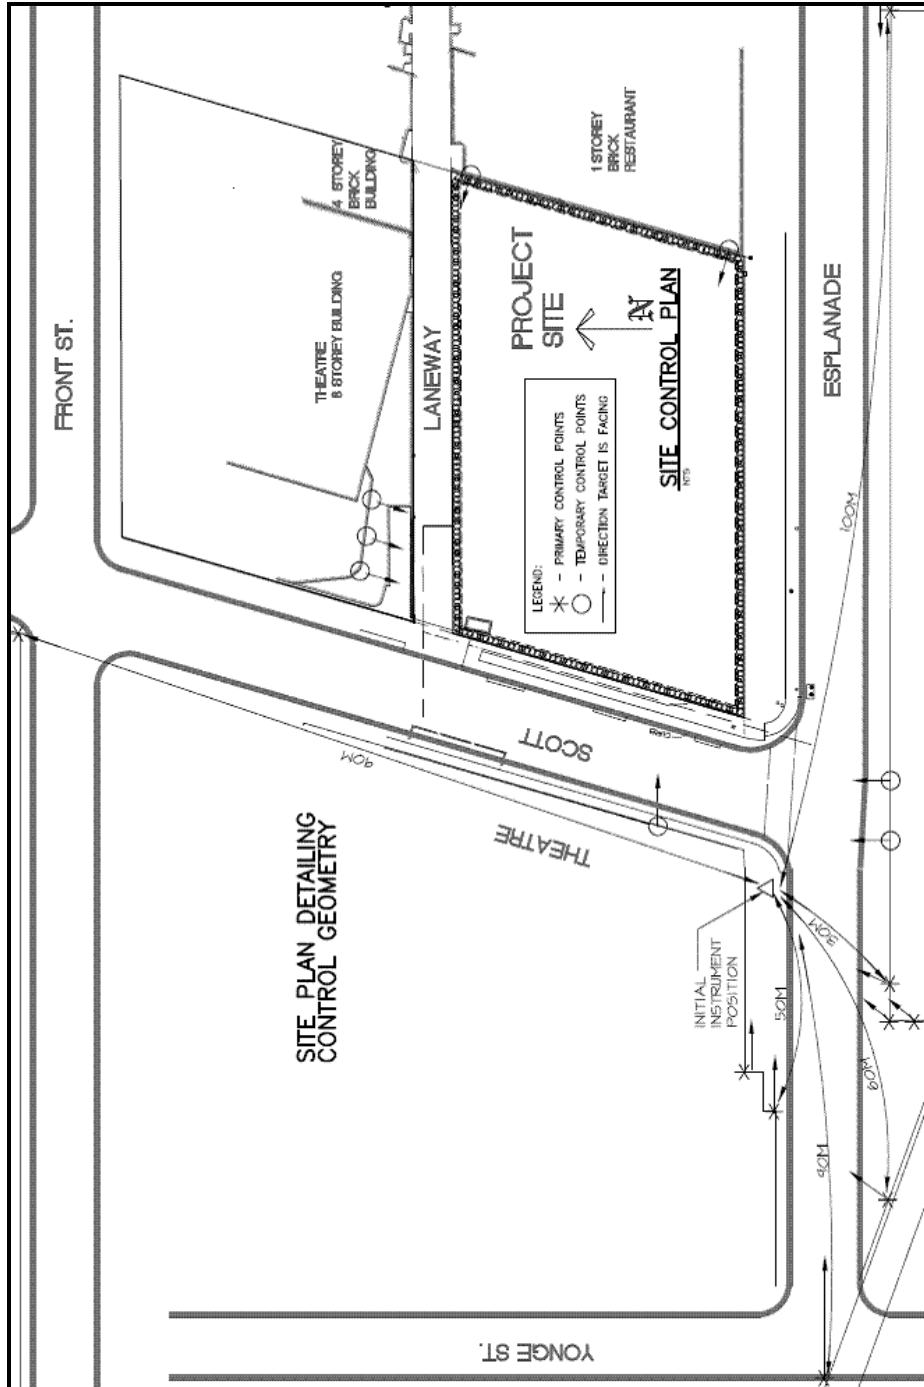 FRONT ST.
THEATRE
8 STOREY BUILDING
4 STOREY
BRICK
BUILDING
LANEWAY
PROJECT
SITE
N
1 STOREY
BRICK
RESTAURANT
SITE CONTROL PLAN
NTS
ESPLANADE
LEGEND:
- PRIMARY CONTROL POINTS
- TEMPORARY CONTROL POINTS
- DIRECTION TARGET IS FACING
100M
SCOTT
CURB
90M
THEATRE
SITE PLAN DETAILING
CONTROL GEOMETRY
INITIAL
INSTRUMENT
POSITION
50M
30M
60M
90M
YONGE ST.